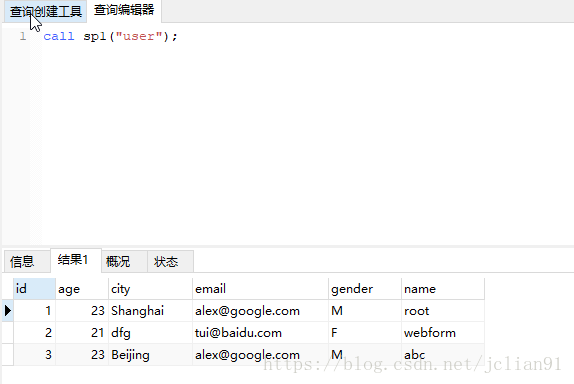 查询创建工具 查询编辑器
1 call sp1("user");
信息 结果1 概况 状态
id age city email gender name
1 23 Shanghai alex@google.com M root
2 21 dfg tui@baidu.com F webform
3 23 Beijing alex@google.com M abc
https://blog.csdn.net/jclian91